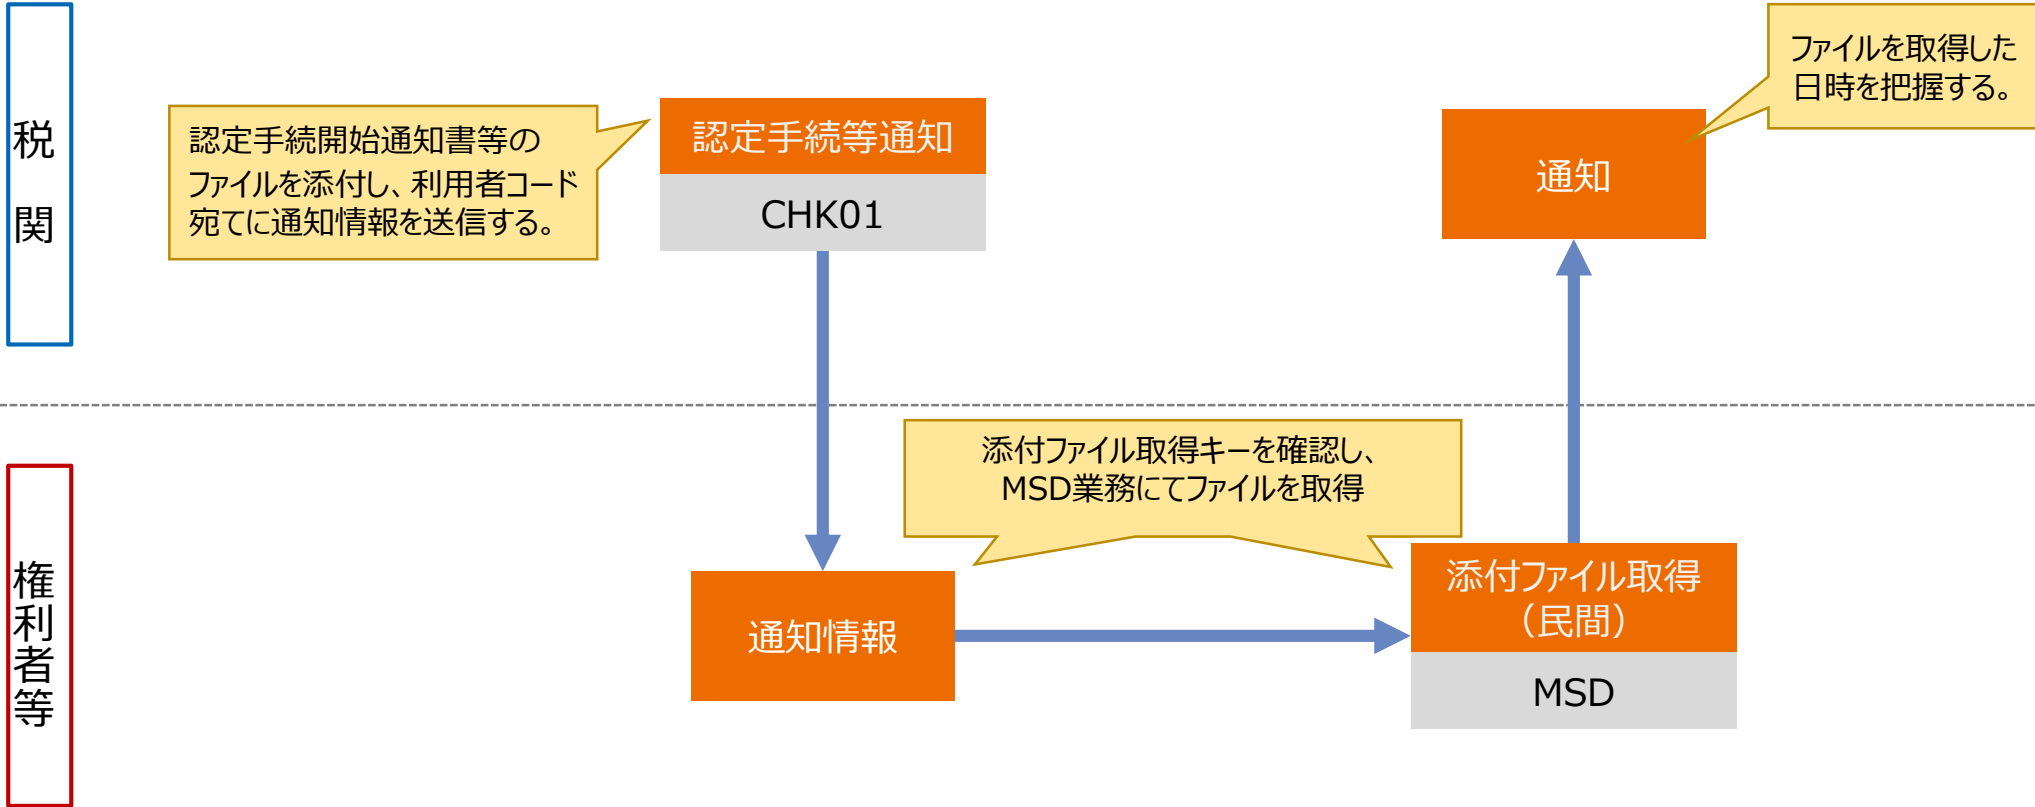 税関
認定手続開始通知書等の
ファイルを添付し、利用者コード
宛てに通知情報を送信する。
認定手続等通知
CHK01
ファイルを取得した
日時を把握する。
通知
権利者等
添付ファイル取得キーを確認し、
MSD業務にてファイルを取得
通知情報
添付ファイル取得
（民間）
MSD